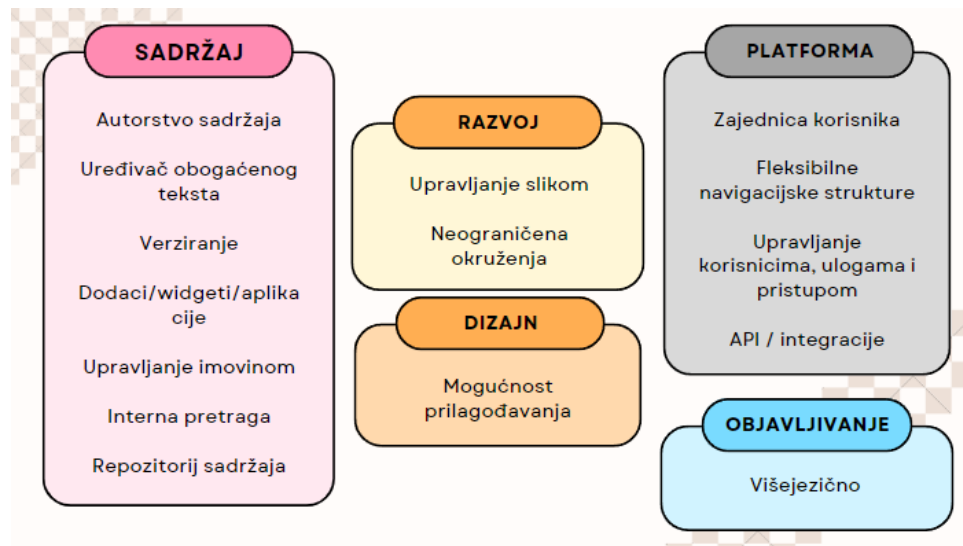 SADRŽAJ
Autorstvo sadržaja
Uređivač obogaćenog
teksta
Verziranje
Dodaci/widgeti/aplika
cije
Upravljanje imovinom
Interna pretraga
Repozitorij sadržaja
RAZVOJ
Upravljanje slikom
Neograničena
okruženja
DIZAJN
Mogućnost
prilagođavanja
PLATFORMA
Zajednica korisnika
Fleksibilne
navigacijske strukture
Upravljanje
korisnicima, ulogama i
pristupom
API / integracije
OBJAVLJIVANJE
Višejezično